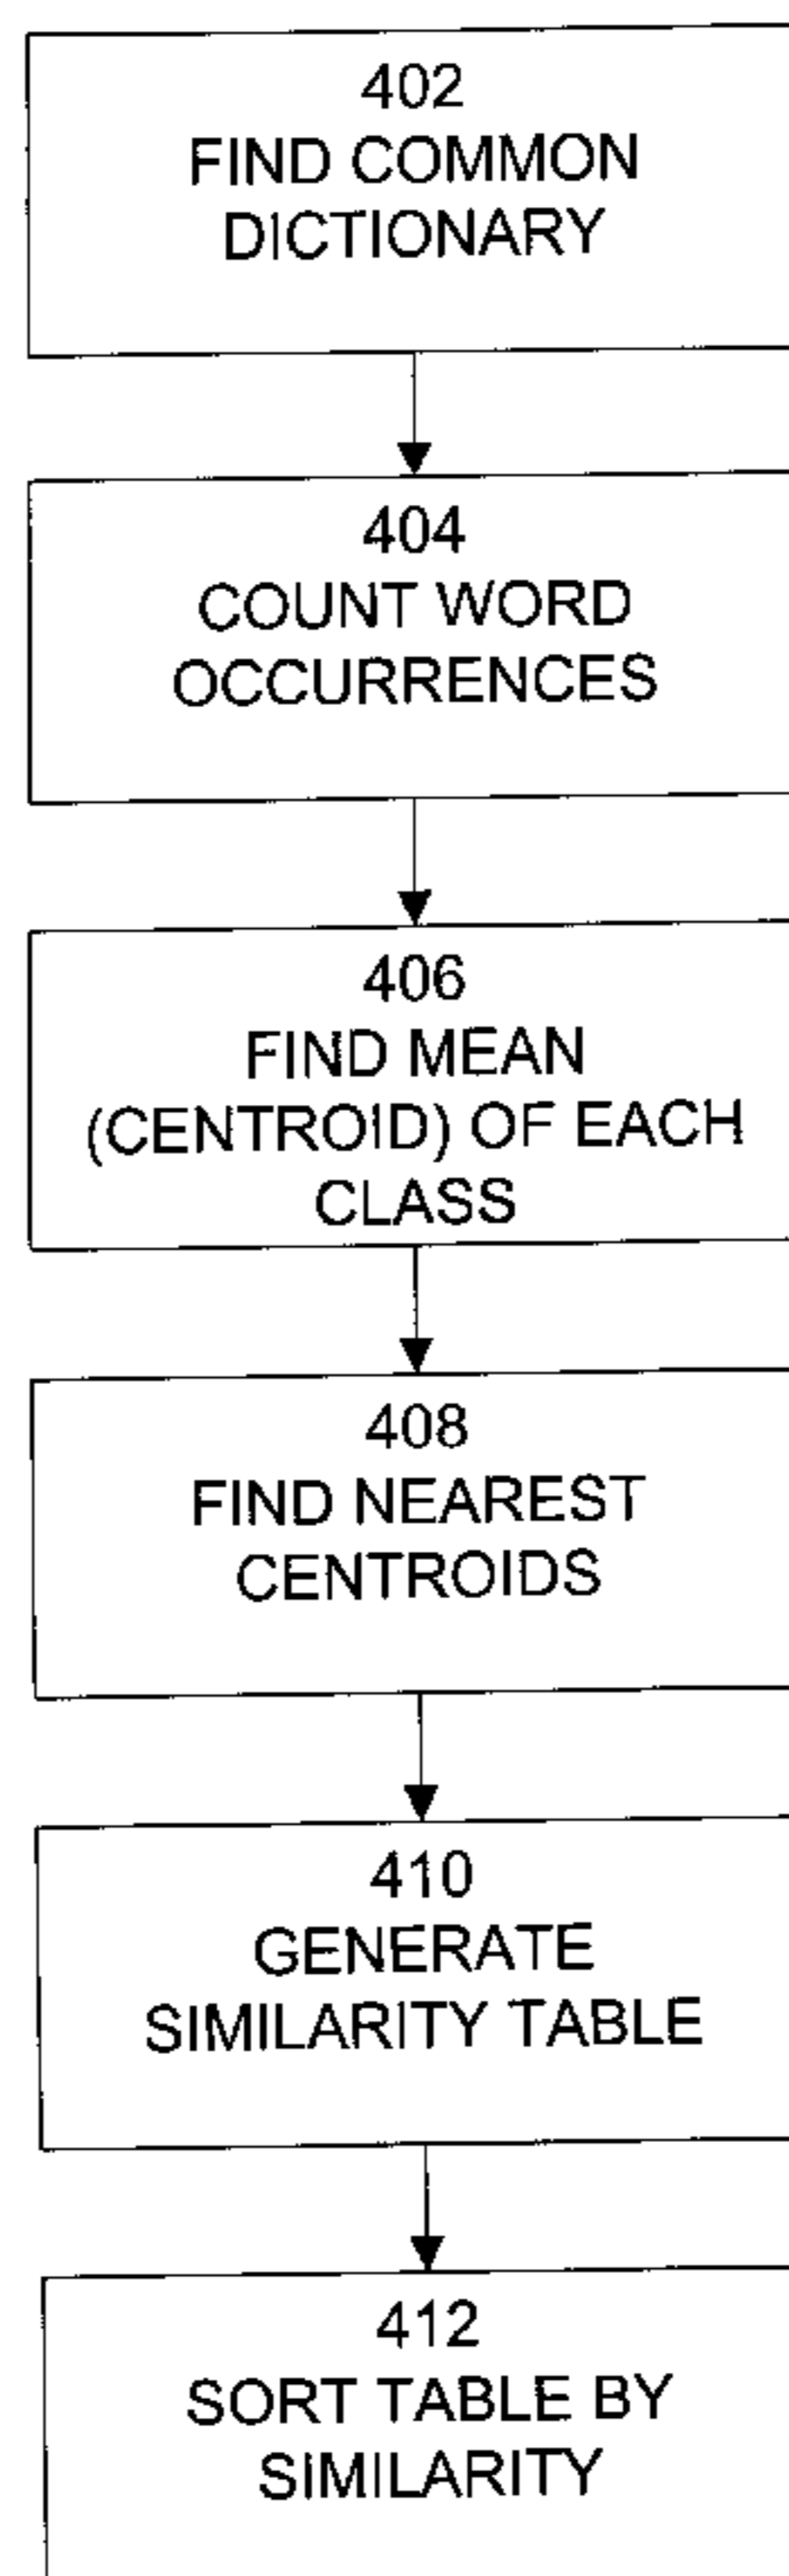 402
FIND COMMON
DICTIONARY
404
COUNT WORD
OCCURRENCES
406
FIND MEAN
(CENTROID) OF EACH
CLASS
408
FIND NEAREST
CENTROIDS
410
GENERATE
SIMILARITY TABLE
412
SORT TABLE BY
SIMILARITY